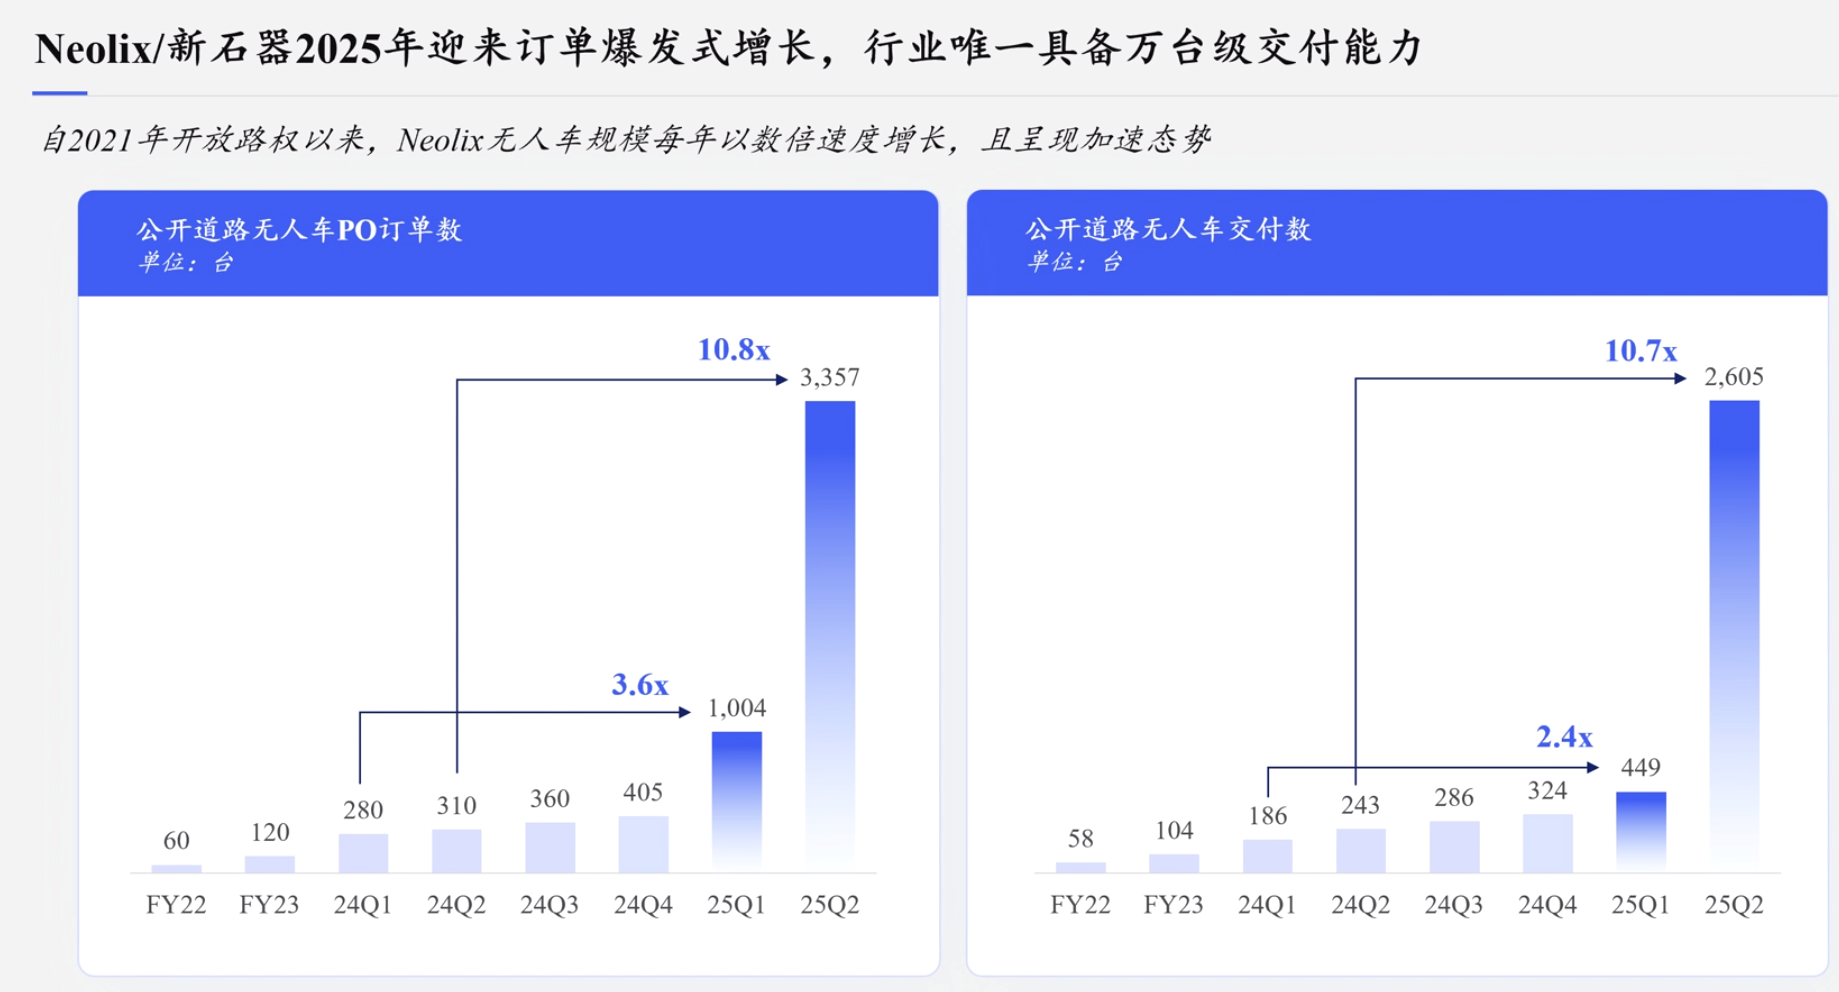 Neolix/新石器2025年迎来订单爆发式增长，行业唯一具备万台级交付能力
自2021年开放路权以来，Neolix无人车规模每年以数倍速度增长，且呈现加速态势
公开道路无人车PO订单数
单位：台
10.8x
3,357
3.6x
1,004
60
120
280
310
360
405
FY22
FY23
24Q1
24Q2
24Q3
24Q4
25Q1
25Q2
公开道路无人车交付数
单位：台
10.7x
2,605
2.4x
449
58
104
186
243
286
324
FY22
FY23
24Q1
24Q2
24Q3
24Q4
25Q1
25Q2